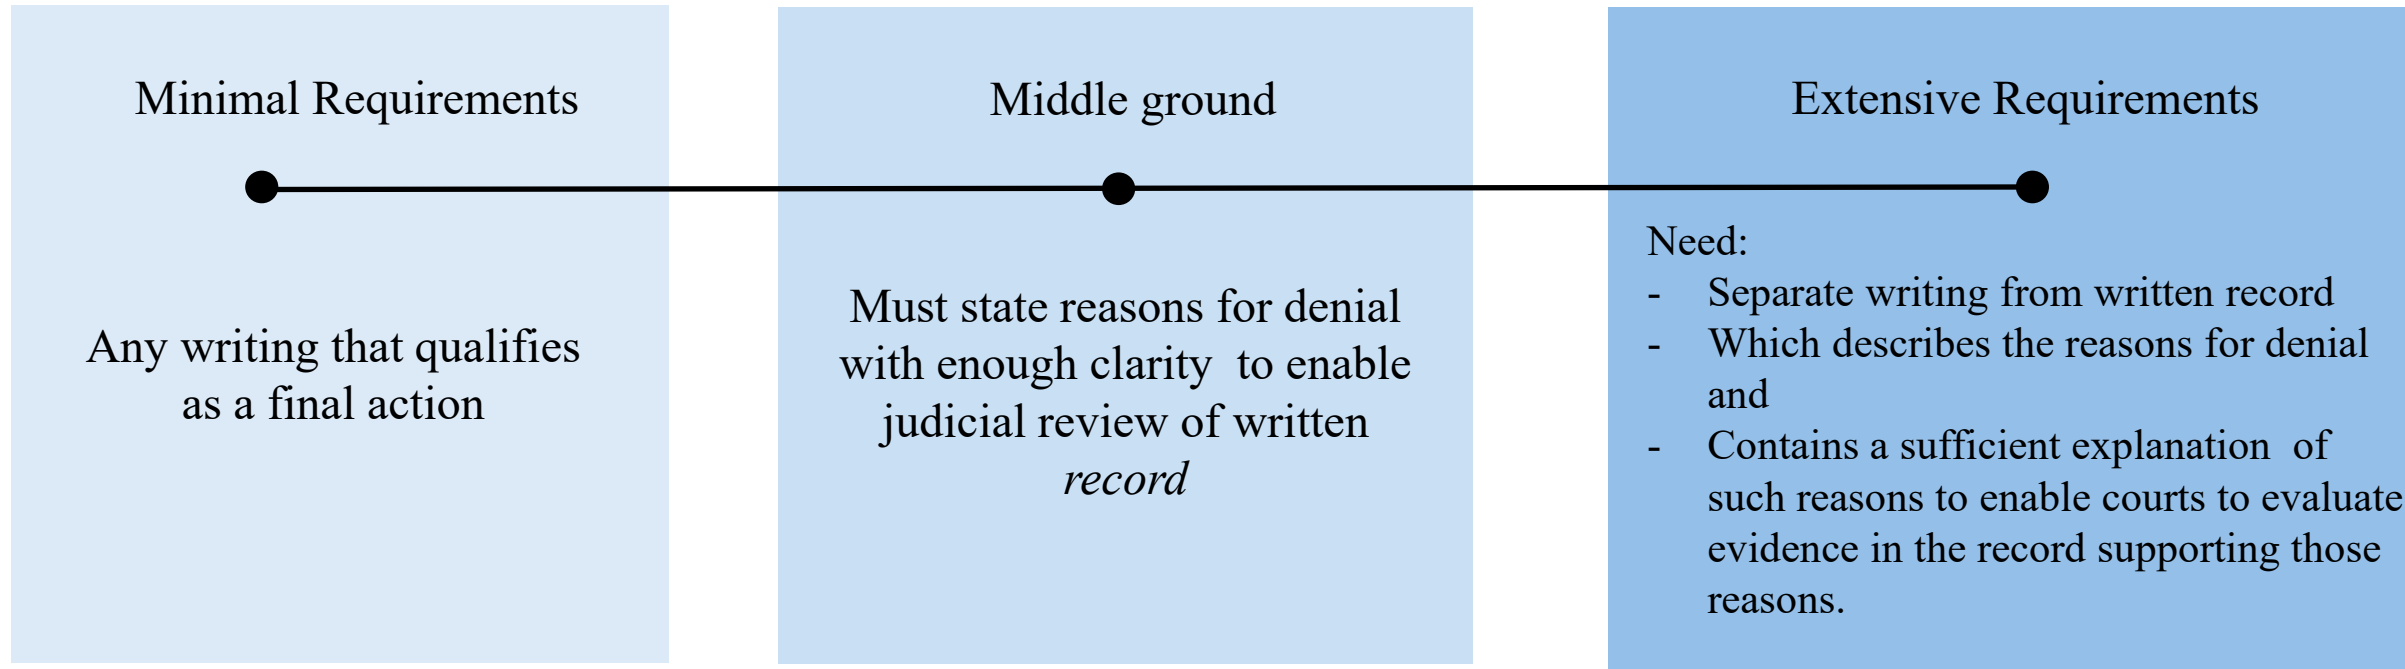 Minimal Requirements
Any writing that qualifies
as a final action
Middle ground
Must state reasons for denial
with enough clarity  to enable
judicial review of written
record
Extensive Requirements
Need:
- Separate writing from written record
- Which describes the reasons for denial
and
- Contains a sufficient explanation  of
such reasons to enable courts to evaluate
evidence in the record supporting those
reasons.